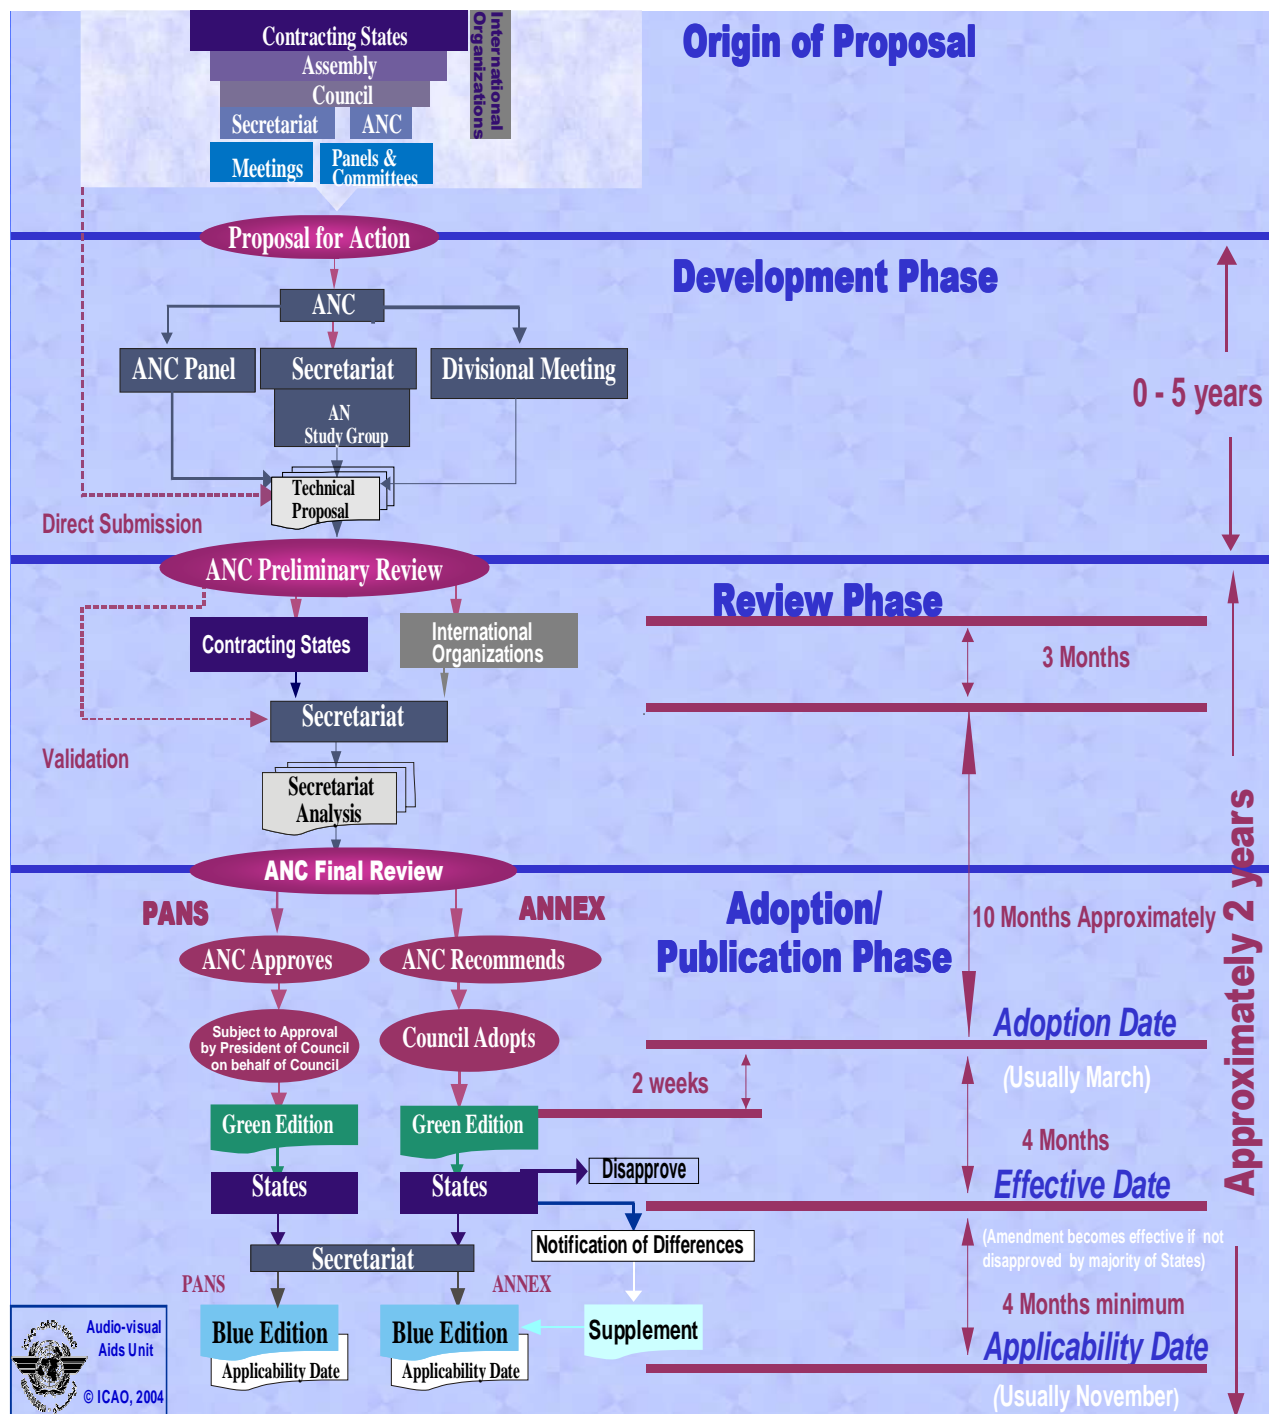 Contracting States
International
Organizations
Assembly
Council
Secretariat
ANC
Meetings
Panels &
Committees
Origin of Proposal
Proposal for Action
Development Phase
ANC
ANC Panel
Secretariat
Divisional Meeting
AN
Study Group
0 - 5 years
Technical
Proposal
Direct Submission
ANC Preliminary Review
Review Phase
Contracting States
International
Organizations
3 Months
Secretariat
Validation
Secretariat
Analysis
ANC Final Review
PANS
ANNEX
Adoption/
Publication Phase
10 Months Approximately
Approximately 2 years
ANC Approves
ANC Recommends
Subject to Approval
by President of Council
on behalf of Council
Council Adopts
Adoption Date
(Usually March)
2 weeks
Green Edition
Green Edition
4 Months
States
States
Disapprove
Effective Date
Notification of Differences
(Amendment becomes effective if not
disapproved by majority of States)
Secretariat
PANS
ANNEX
4 Months minimum
Blue Edition
Applicability Date
Blue Edition
Applicability Date
Supplement
Applicability Date
(Usually November)
Audio-visual
Aids Unit
© ICAO, 2004